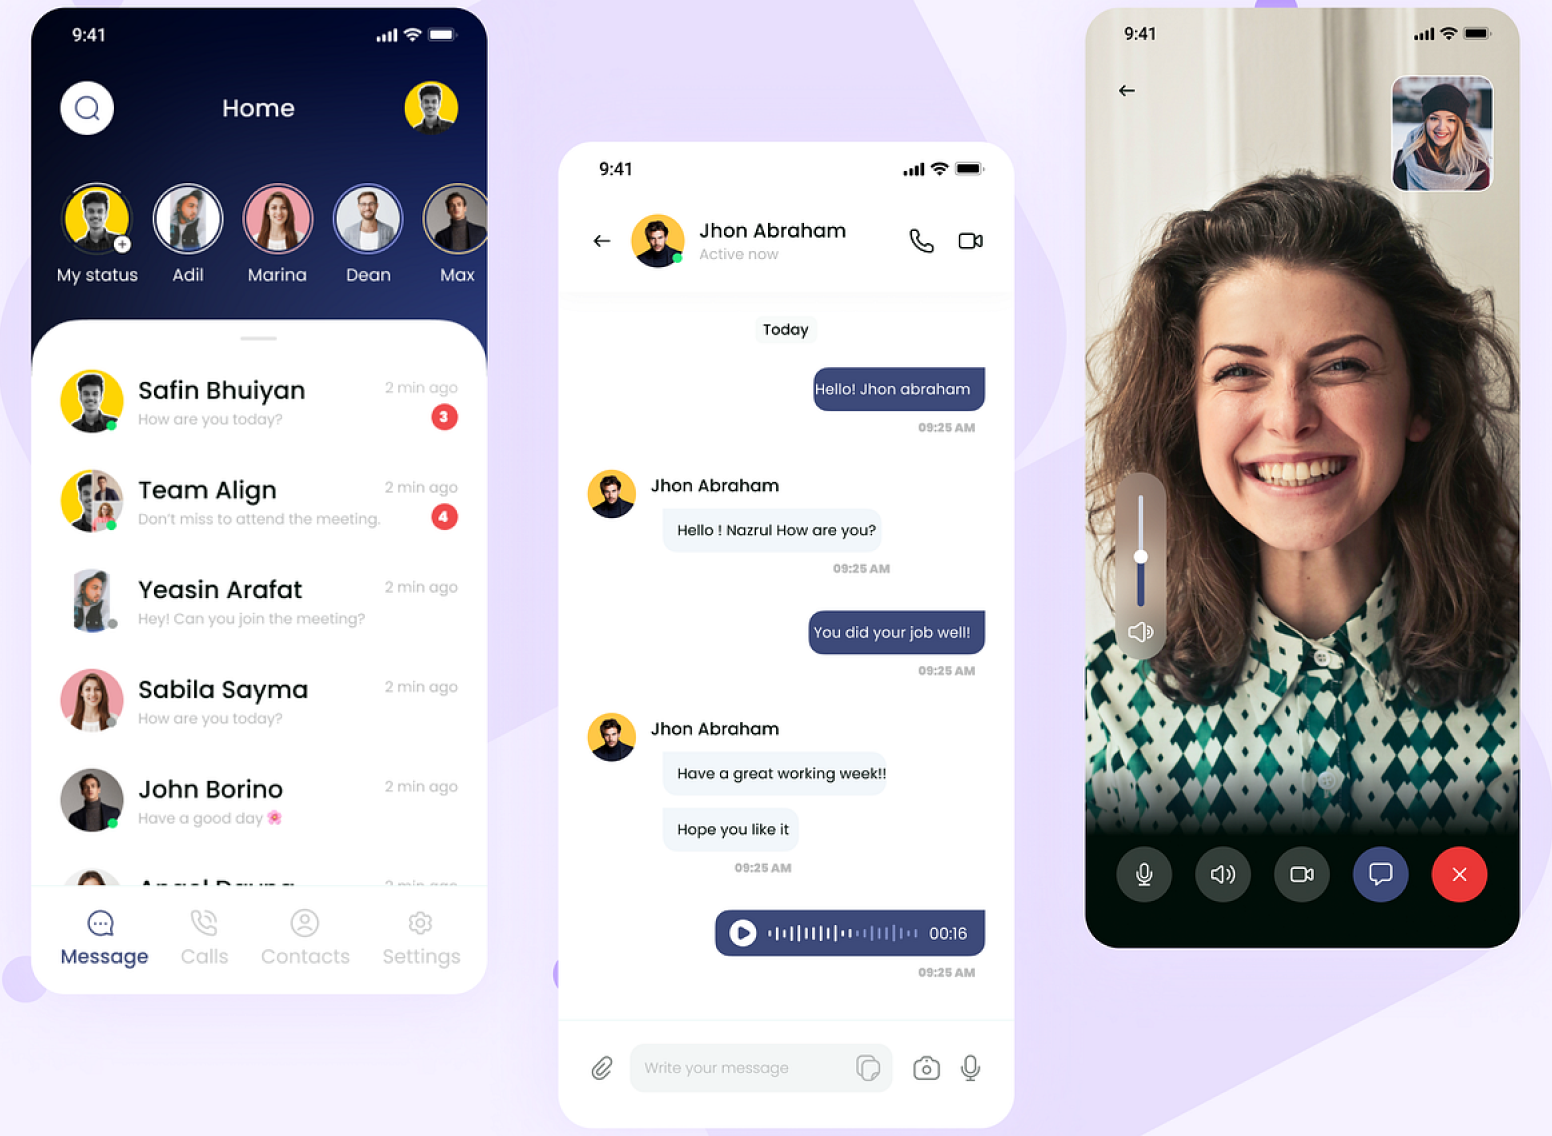 9:41
Home
My status
Adil
Marina
Dean
Max
Safin Bhuiyan
2 min ago
How are you today?
3
Team Align
2 min ago
Don't miss to attend the meeting.
4
Yeasin Arafat
2 min ago
Hey! Can you join the meeting?
Sabila Sayma
2 min ago
How are you today?
John Borino
2 min ago
Have a good day 🌸
2 min ago
Message
Calls
Contacts
Settings
9:41
Jhon Abraham
Active now
Today
Hello! Jhon abraham
09:25 AM
Jhon Abraham
Hello ! Nazrul How are you?
09:25 AM
You did your job well!
09:25 AM
Jhon Abraham
Have a great working week!!
Hope you like it
09:25 AM
00:16
09:25 AM
Write your message
9:41